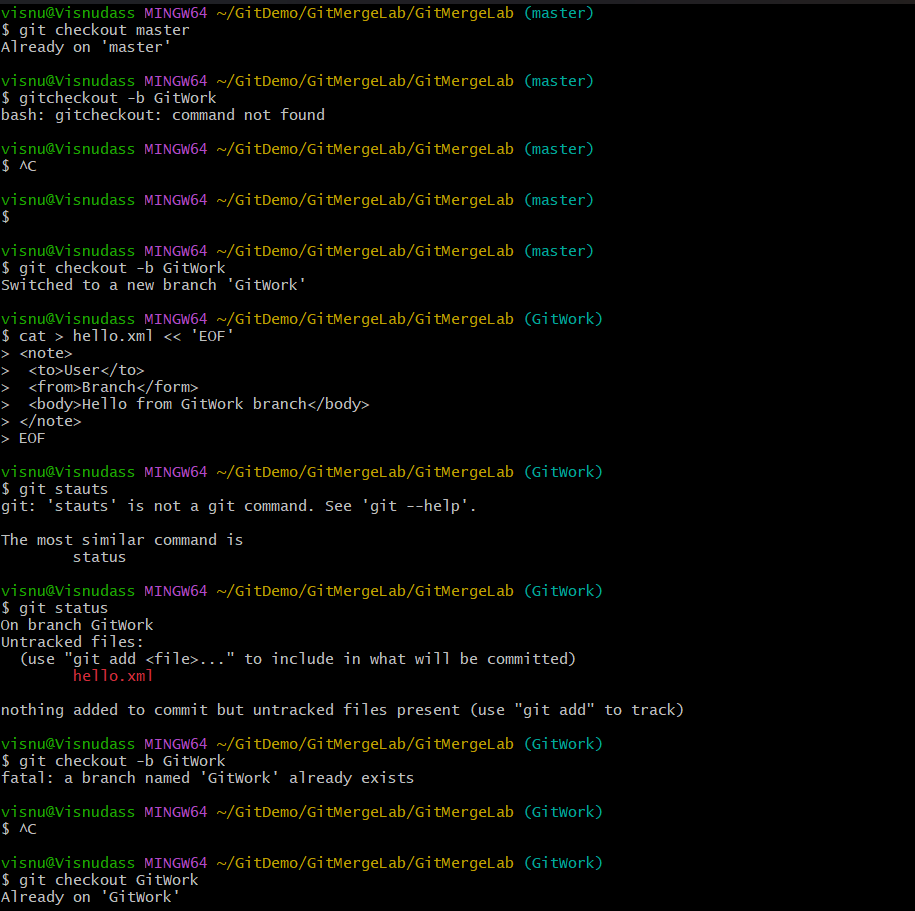 visnu@Visnudass MINGW64 ~/GitDemo/GitMergeLab/GitMergeLab (master)
$ git checkout master
Already on 'master'
visnu@Visnudass MINGW64 ~/GitDemo/GitMergeLab/GitMergeLab (master)
$ gitcheckout -b GitWork
bash: gitcheckout: command not found
visnu@Visnudass MINGW64 ~/GitDemo/GitMergeLab/GitMergeLab (master)
$ ^C
visnu@Visnudass MINGW64 ~/GitDemo/GitMergeLab/GitMergeLab (master)
$
visnu@Visnudass MINGW64 ~/GitDemo/GitMergeLab/GitMergeLab (master)
$ git checkout -b GitWork
Switched to a new branch 'GitWork'
visnu@Visnudass MINGW64 ~/GitDemo/GitMergeLab/GitMergeLab (GitWork)
$ cat > hello.xml << 'EOF'
> <note>
>  <to>User</to>
>  <from>Branch</form>
>  <body>Hello from GitWork branch</body>
> </note>
> EOF
visnu@Visnudass MINGW64 ~/GitDemo/GitMergeLab/GitMergeLab (GitWork)
$ git stauts
git: 'stauts' is not a git command. See 'git --help'.
The most similar command is
        status
visnu@Visnudass MINGW64 ~/GitDemo/GitMergeLab/GitMergeLab (GitWork)
$ git status
On branch GitWork
Untracked files:
  (use "git add <file>..." to include in what will be committed)
        hello.xml
nothing added to commit but untracked files present (use "git add" to track)
visnu@Visnudass MINGW64 ~/GitDemo/GitMergeLab/GitMergeLab (GitWork)
$ git checkout -b GitWork
fatal: a branch named 'GitWork' already exists
visnu@Visnudass MINGW64 ~/GitDemo/GitMergeLab/GitMergeLab (GitWork)
$ ^C
visnu@Visnudass MINGW64 ~/GitDemo/GitMergeLab/GitMergeLab (GitWork)
$ git checkout GitWork
Already on 'GitWork'